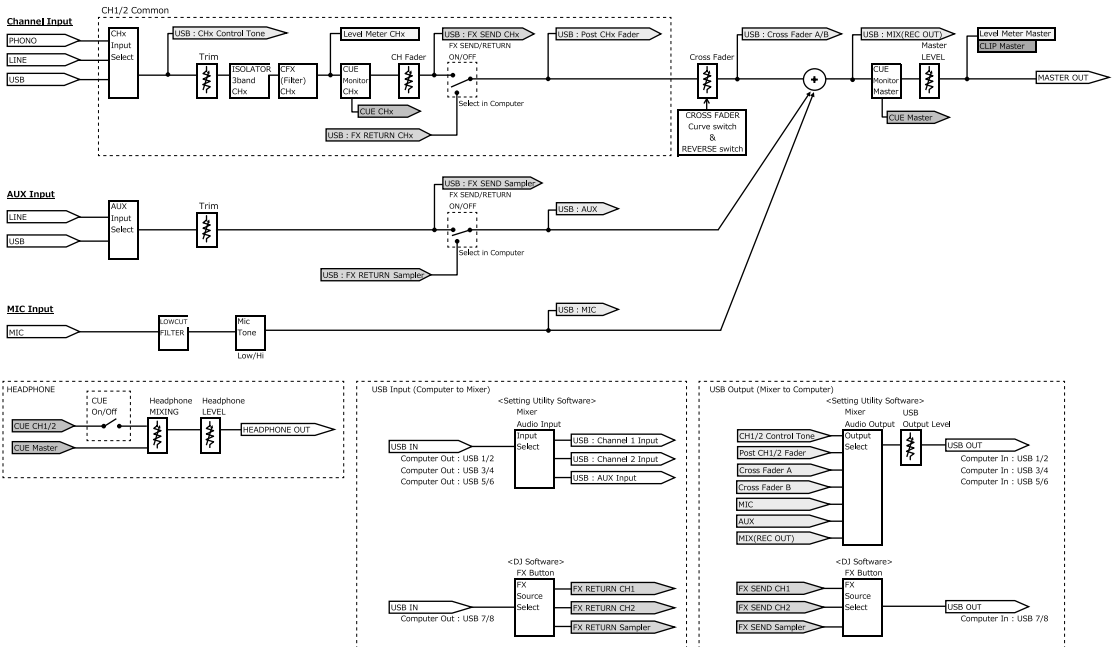 CH1/2 Common
Channel Input
PHONO
LINE
USB
CHx
Input
Select
USB : CHx Control Tone
Trim
ISOLATOR
3band
CHx
CFX
(Filter)
CHx
Level Meter CHx
CUE
Monitor
CHx
CUE CHx
CH Fader
USB : FX SEND CHx
FX SEND/RETURN
ON/OFF
Select in Computer
USB : FX RETURN CHx
USB : Post CHx Fader
Cross Fader
CROSS FADER
Curve switch
&
REVERSE switch
USB : Cross Fader A/B
+
USB : MIX(REC OUT)
CUE
Monitor
Master
CUE Master
Master
LEVEL
Level Meter Master
CLIP Master
MASTER OUT
AUX Input
LINE
USB
AUX
Input
Select
Trim
USB : FX SEND Sampler
FX SEND/RETURN
ON/OFF
Select in Computer
USB : FX RETURN Sampler
USB : AUX
MIC Input
MIC
LOWCUT
FILTER
Mic
Tone
Low/Hi
USB : MIC
HEADPHONE
CUE
On/Off
Headphone
MIXING
Headphone
LEVEL
CUE CH1/2
CUE Master
HEADPHONE OUT
USB Input (Computer to Mixer)
<Setting Utility Software>
Mixer
Audio Input
Input
Select
USB IN
Computer Out : USB 1/2
Computer Out : USB 3/4
Computer Out : USB 5/6
USB : Channel 1 Input
USB : Channel 2 Input
USB : AUX Input
<DJ Software>
FX Button
FX
Source
Select
USB IN
Computer Out : USB 7/8
FX RETURN CH1
FX RETURN CH2
FX RETURN Sampler
USB Output (Mixer to Computer)
<Setting Utility Software>
Mixer
Audio Output
USB
Output Level
Output
Select
CH1/2 Control Tone
Post CH1/2 Fader
Cross Fader A
Cross Fader B
MIC
AUX
MIX(REC OUT)
USB OUT
Computer In : USB 1/2
Computer In : USB 3/4
Computer In : USB 5/6
<DJ Software>
FX Button
FX
Source
Select
FX SEND CH1
FX SEND CH2
FX SEND Sampler
USB OUT
Computer In : USB 7/8